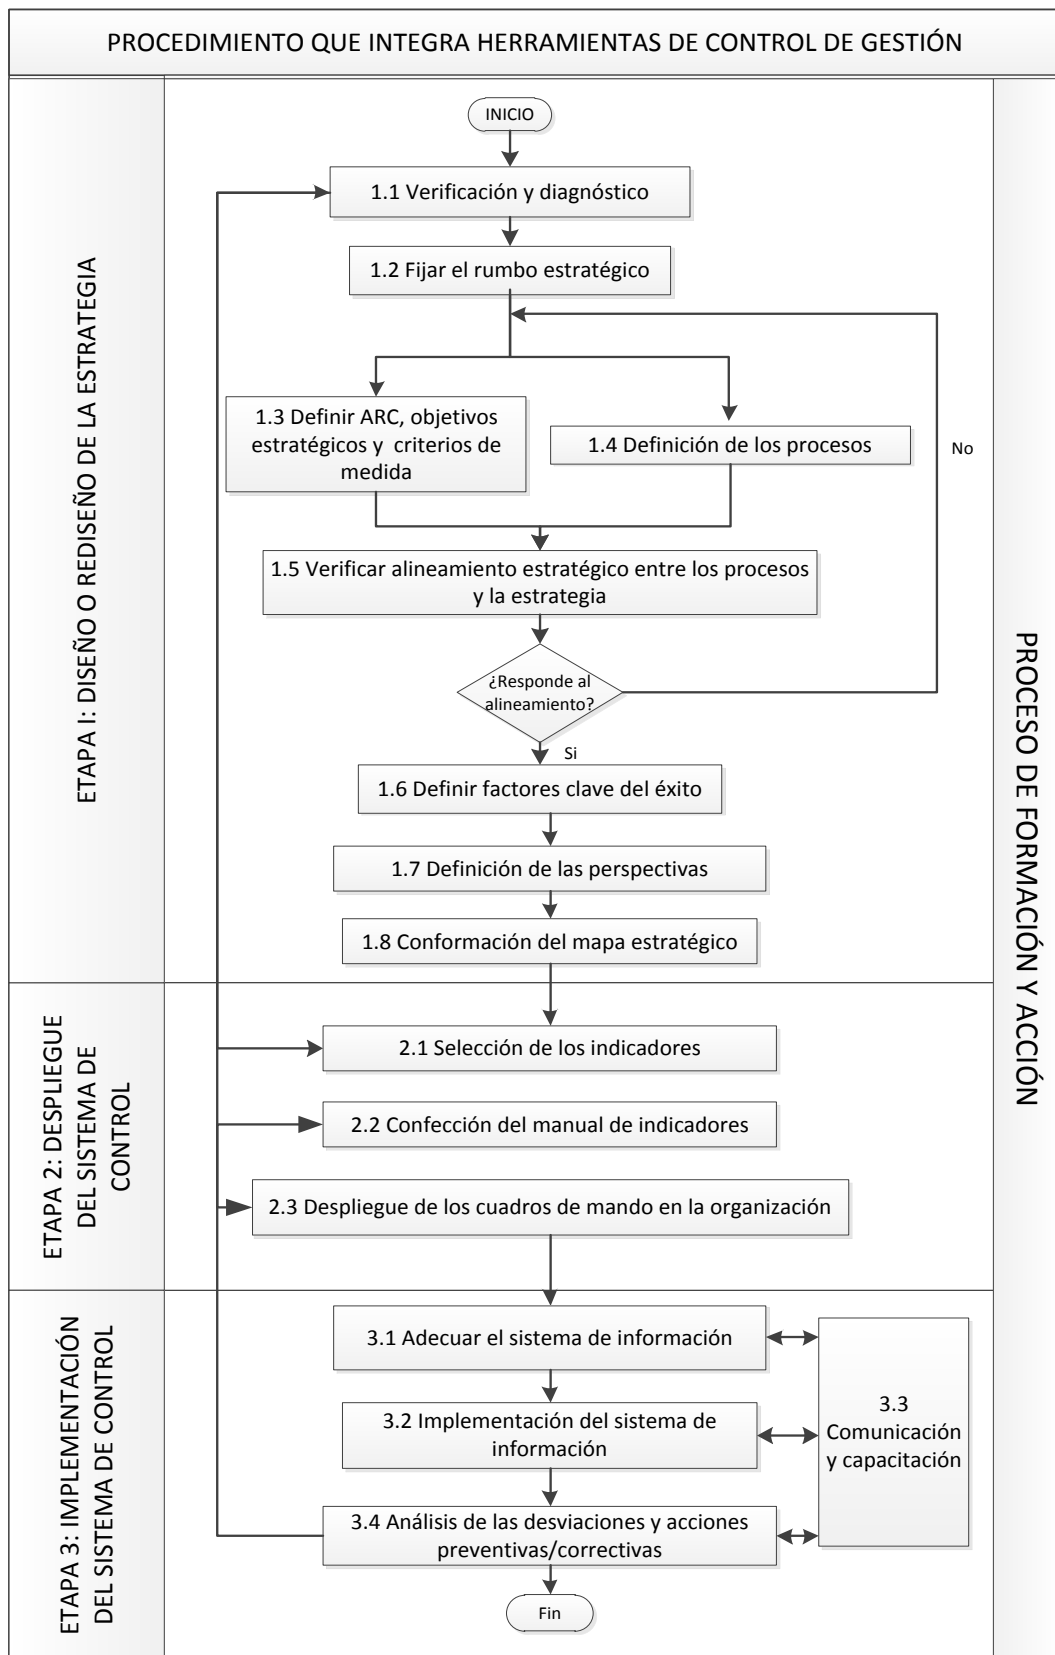 PROCEDIMIENTO QUE INTEGRA HERRAMIENTAS DE CONTROL DE GESTIÓN
ETAPA I: DISEÑO O REDISEÑO DE LA ESTRATEGIA
INICIO
1.1 Verificación y diagnóstico
1.2 Fijar el rumbo estratégico
1.3 Definir ARC, objetivos
estratégicos y criterios de
medida
1.4 Definición de los procesos
No
1.5 Verificar alineamiento estratégico entre los procesos
y la estrategia
¿Responde al
alineamiento?
Si
1.6 Definir factores clave del éxito
1.7 Definición de las perspectivas
1.8 Conformación del mapa estratégico
ETAPA 2: DESPLIEGUE
DEL SISTEMA DE
CONTROL
2.1 Selección de los indicadores
2.2 Confección del manual de indicadores
2.3 Despliegue de los cuadros de mando en la organización
ETAPA 3: IMPLEMENTACIÓN
DEL SISTEMA DE CONTROL
3.1 Adecuar el sistema de información
3.2 Implementación del sistema de
información
3.3
Comunicación
y capacitación
3.4 Análisis de las desviaciones y acciones
preventivas/correctivas
Fin
PROCESO DE FORMACIÓN Y ACCIÓN